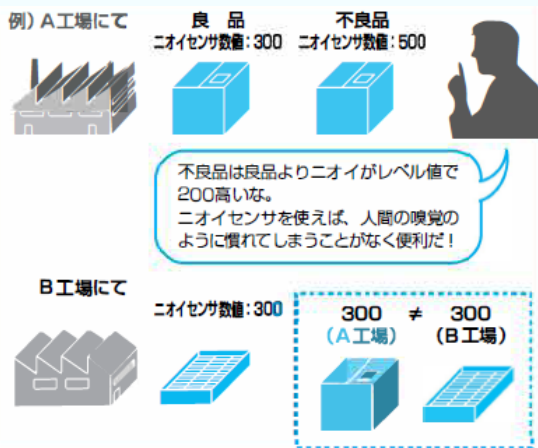 例）A工場にて
良　品
ニオイセンサ数値：300
不良品
ニオイセンサ数値：500
不良品は良品よりニオイがレベル値で
200高いな。
ニオイセンサを使えば、人間の嗅覚の
ように慣れてしまうことがなく便利だ！
B工場にて
ニオイセンサ数値：300
300　≠　300
（A工場）　（B工場）